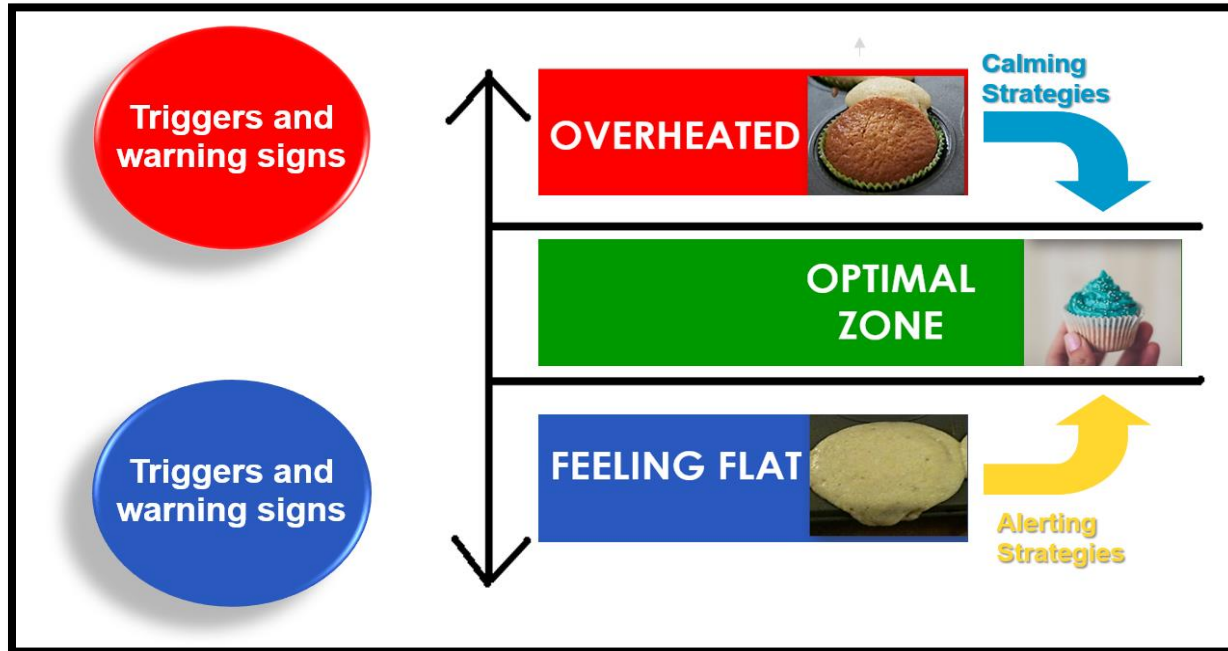 Triggers and
warning signs
OVERHEATED
Calming
Strategies
OPTIMAL
ZONE
Triggers and
warning signs
FEELING FLAT
Alerting
Strategies